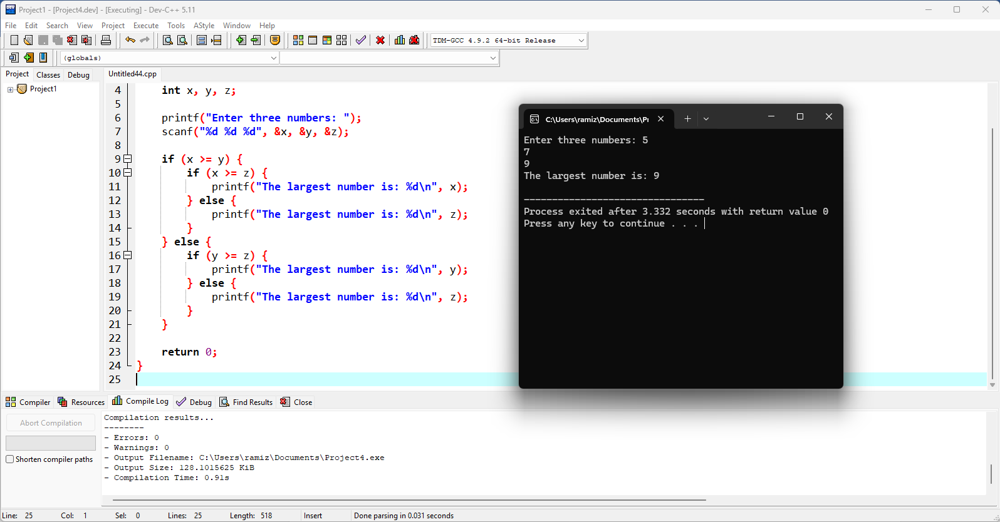 Project1 - [Project4.dev] - [Executing] - Dev-C++ 5.11
File Edit Search View Project Execute Tools AStyle Window Help
TDM-GCC 4.9.2 64-bit Release
(globals)
Project Classes Debug
Untitled44.cpp
Project1
4 int x, y, z;
5
6 printf("Enter three numbers: ");
7 scanf("%d %d %d", &x, &y, &z);
8
9 if (x >= y) {
10 if (x >= z) {
11 printf("The largest number is: %d\n", x);
12 } else {
13 printf("The largest number is: %d\n", z);
14 }
15 } else {
16 if (y >= z) {
17 printf("The largest number is: %d\n", y);
18 } else {
19 printf("The largest number is: %d\n", z);
20 }
21 }
22
23 return 0;
24 }
25
C:\Users\ramiz\Documents\Pr
Enter three numbers: 5
7
9
The largest number is: 9
--------------------------------
Process exited after 3.332 seconds with return value 0
Press any key to continue . . .
Compiler Resources Compile Log Debug Find Results Close
Abort Compilation
Shorten compiler paths
Compilation results...
--------
- Errors: 0
- Warnings: 0
- Output Filename: C:\Users\ramiz\Documents\Project4.exe
- Output Size: 128.1015625 KiB
- Compilation Time: 0.91s
Line: 25 Col: 1 Sel: 0 Lines: 25 Length: 518 Insert Done parsing in 0.031 seconds